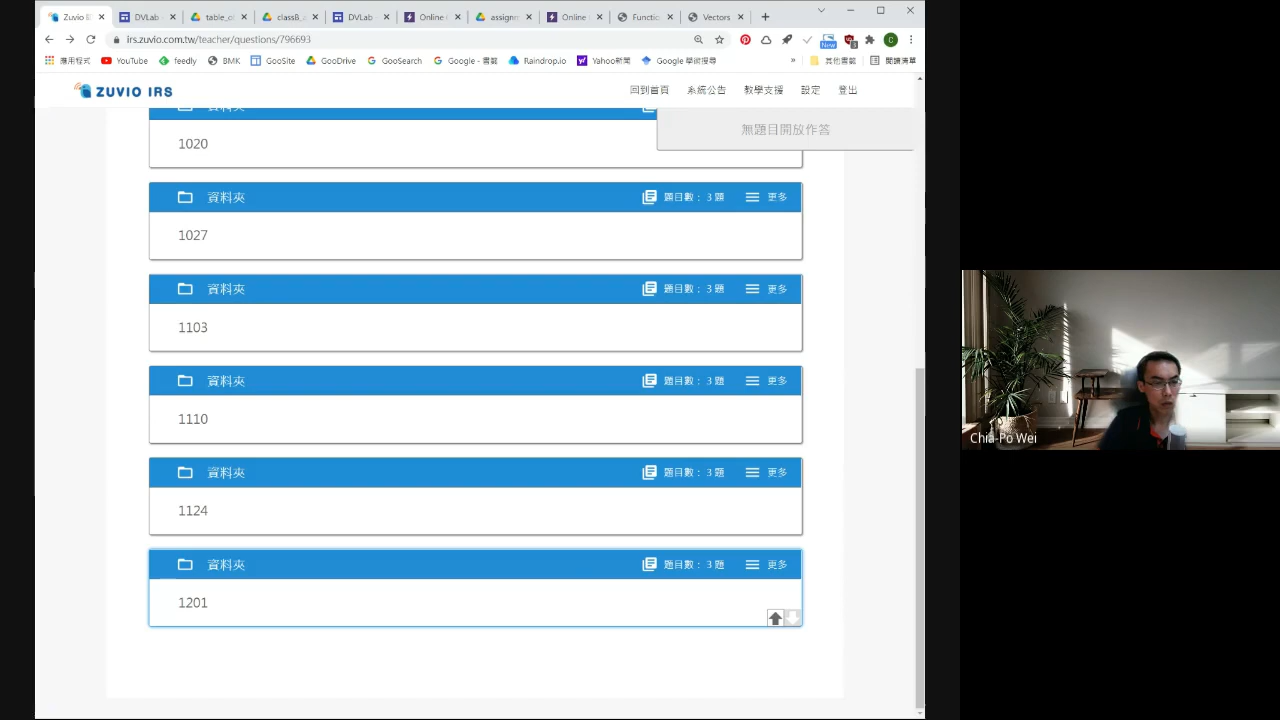 Zuvio
DVLab
table_o
classB_a
DVLab
Online
assignm
Online
Functio
Vectors
irs.zuvio.com.tw/teacher/questions/796693
New
應用程式
YouTube
feedly
BMK
GooSite
GooDrive
GooSearch
Google - 書籤
Raindrop.io
Yahoo新聞
Google 學術搜尋
»
其他書籤
閱讀清單
ZUVIO IRS
回到首頁
系統公告
教學支援
設定
登出
無題目開放作答
1020
資料夾
題目數： 3 題
更多
1027
資料夾
題目數： 3 題
更多
1103
資料夾
題目數： 3 題
更多
1110
資料夾
題目數： 3 題
更多
1124
資料夾
題目數： 3 題
更多
1201
Chia-Po Wei